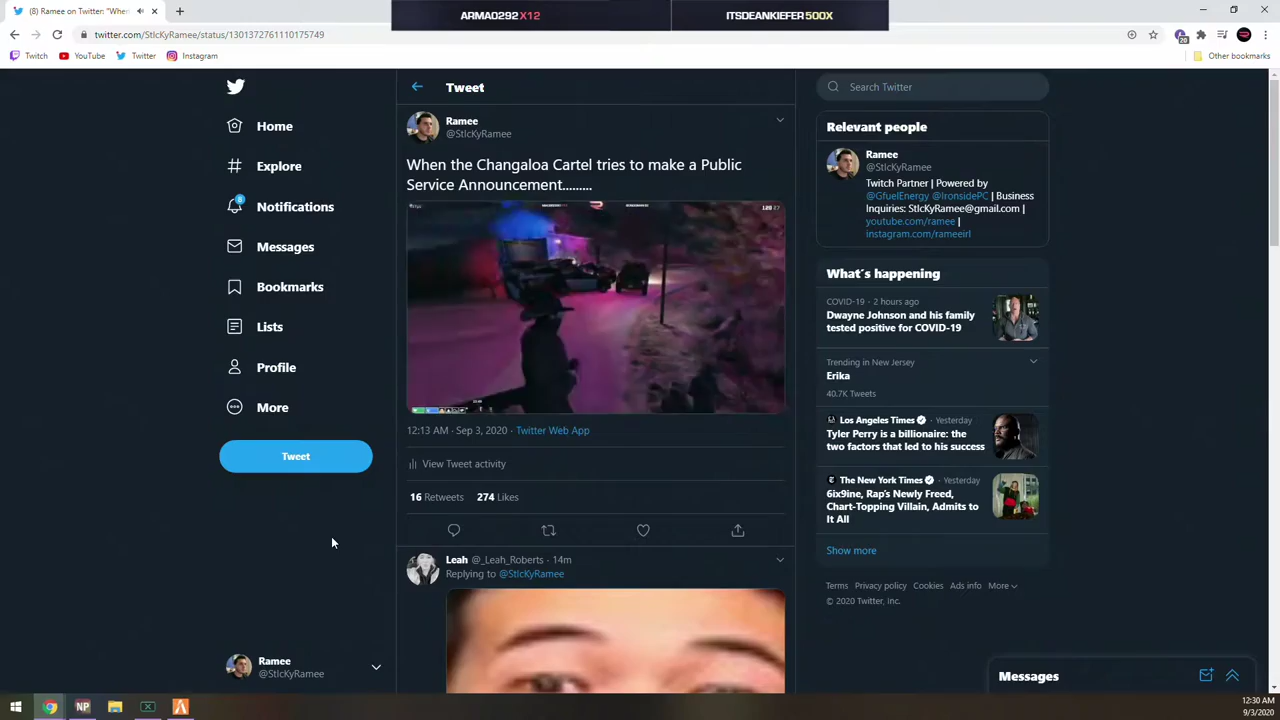 ARMAO292 X12
ITSDEANKIEFER 500X
(8) Ramee on Twitter: "When
twitter.com/StIcKyRamee/status/1301372761110175749
20
Twitch
YouTube
Twitter
Instagram
Other bookmarks
Home
Explore
8
Notifications
Messages
Bookmarks
Lists
Profile
More
Tweet
Ramee
@StIcKyRamee
Tweet
Ramee
@StIcKyRamee
When the Changaloa Cartel tries to make a Public
Service Announcement.........
12:13 AM · Sep 3, 2020 · Twitter Web App
View Tweet activity
16 Retweets 274 Likes
Leah @_Leah_Roberts · 14m
Replying to @StIcKyRamee
Search Twitter
Relevant people
Ramee
@StIcKyRamee
Twitch Partner | Powered by
@GfuelEnergy @IronsidePC | Business
Inquiries: StIcKyRamee@gmail.com |
youtube.com/ramee |
instagram.com/rameeirl
What's happening
COVID-19 · 2 hours ago
Dwayne Johnson and his family
tested positive for COVID-19
Trending in New Jersey
Erika
40.7K Tweets
Los Angeles Times · Yesterday
Tyler Perry is a billionaire: the
two factors that led to his success
The New York Times · Yesterday
6ix9ine, Rap's Newly Freed,
Chart-Topping Villain, Admits to
It All
Show more
Terms Privacy policy Cookies Ads info More
© 2020 Twitter, Inc.
Messages
NP
12:30 AM
9/3/2020